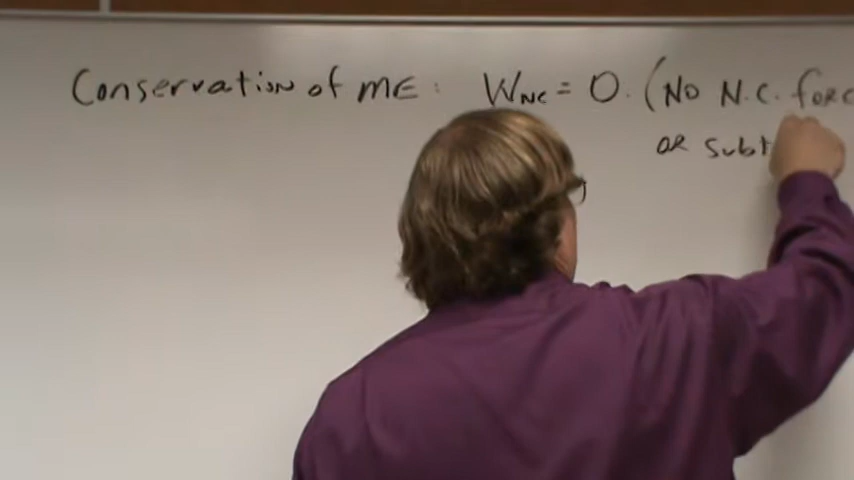 Conservation of ME: WNC = 0. (No N.C. forc
or subt